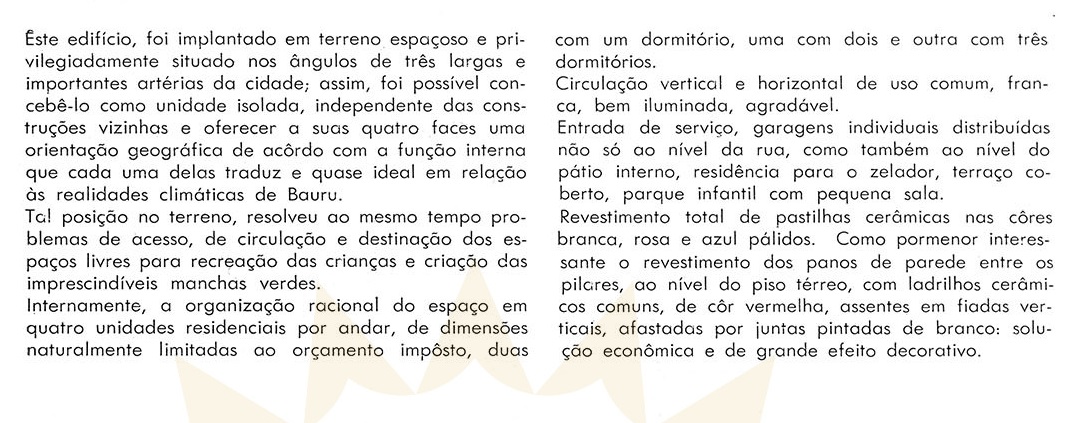 Êste edifício, foi implantado em terreno espaçoso e pri-
vilegiadamente situado nos ângulos de três largas e
importantes artérias da cidade; assim, foi possível con-
cebê-lo como unidade isolada, independente das cons-
truções vizinhas e oferecer a suas quatro faces uma
orientação geográfica de acôrdo com a função interna
que cada uma delas traduz e quase ideal em relação
às realidades climáticas de Bauru.
Tal posição no terreno, resolveu ao mesmo tempo pro-
blemas de acesso, de circulação e destinação dos es-
paços livres para recreação das crianças e criação das
imprescindíveis manchas verdes.
Internamente, a organização racional do espaço em
quatro unidades residenciais por andar, de dimensões
naturalmente limitadas ao orçamento impôsto, duas
com um dormitório, uma com dois e outra com três
dormitórios.
Circulação vertical e horizontal de uso comum, fran-
ca, bem iluminada, agradável.
Entrada de serviço, garagens individuais distribuídas
não só ao nível da rua, como também ao nível do
pátio interno, residência para o zelador, terraço co-
berto, parque infantil com pequena sala.
Revestimento total de pastilhas cerâmicas nas côres
branca, rosa e azul pálidos. Como pormenor interes-
sante o revestimento dos panos de parede entre os
pilares, ao nível do piso térreo, com ladrilhos cerâmi-
cos comuns, de côr vermelha, assentes em fiadas ver-
ticais, afastadas por juntas pintadas de branco: solu-
ção econômica e de grande efeito decorativo.